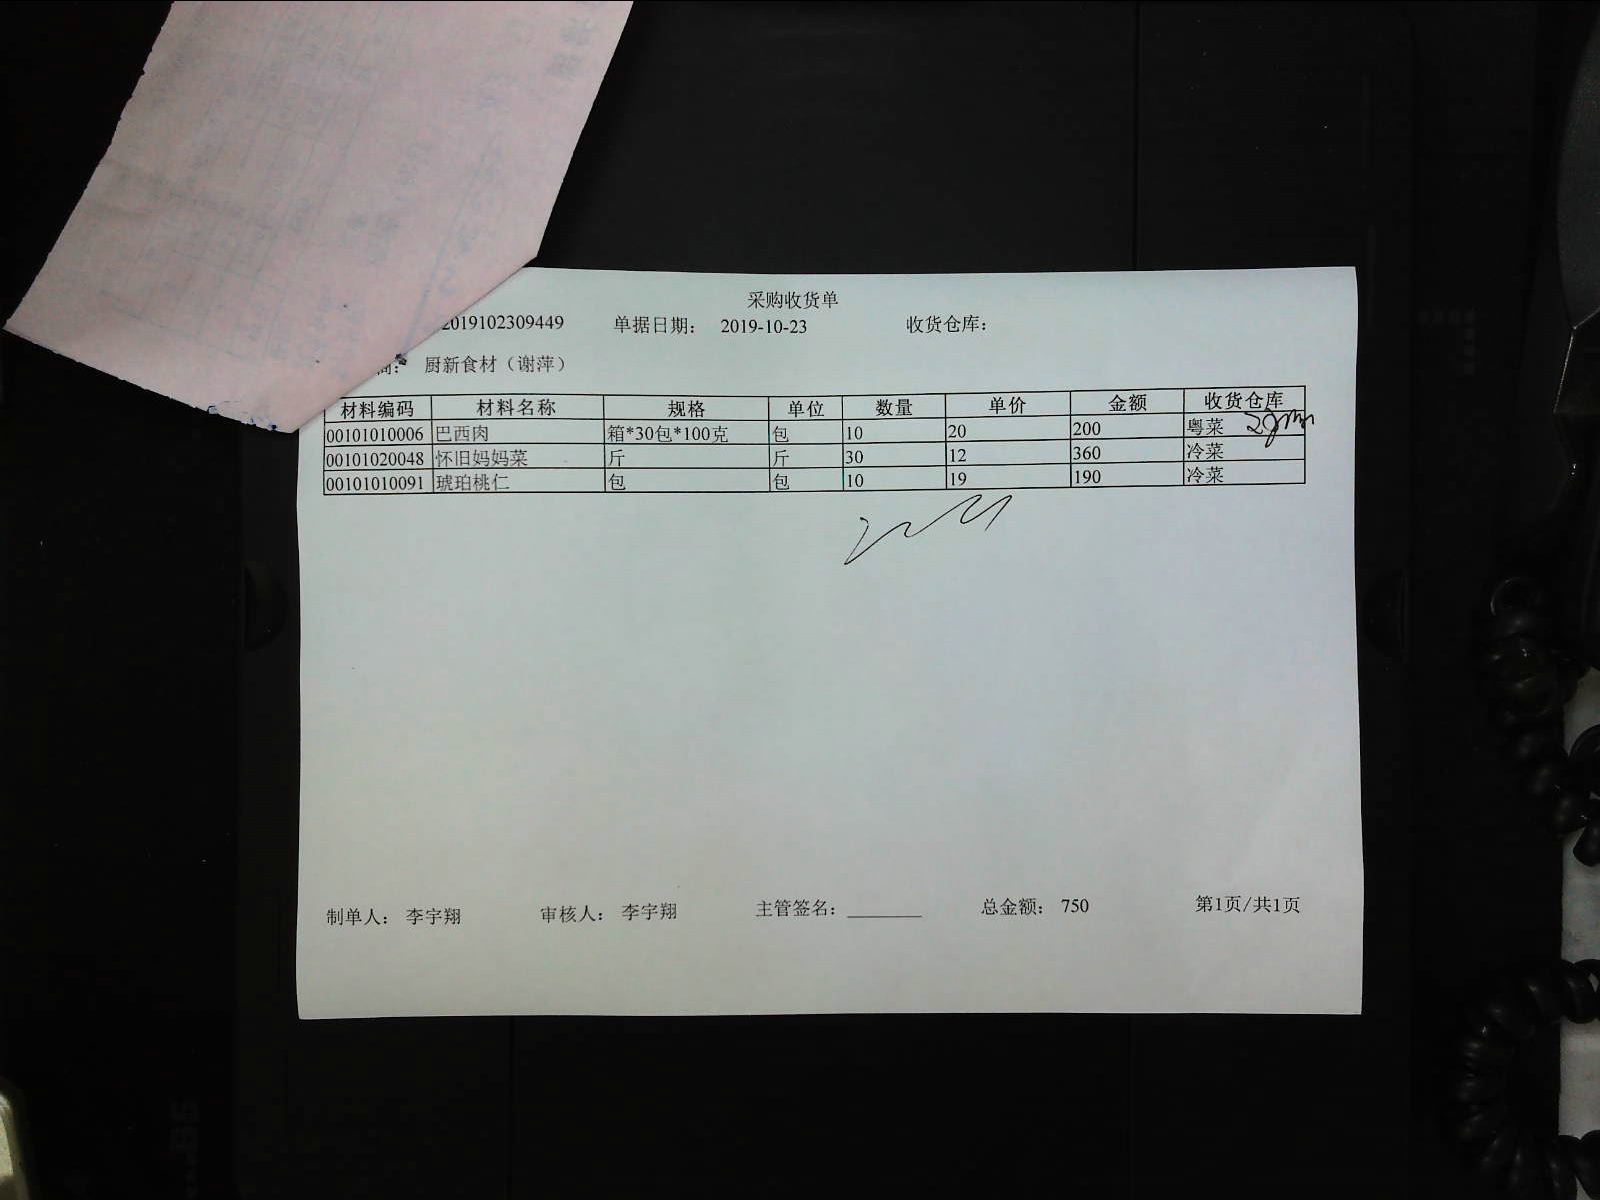 采购收货单
2019102309449 单据日期： 2019-10-23 收货仓库：
商： 厨新食材（谢萍）
材料编码 材料名称 规格 单位 数量 单价 金额 收货仓库
00101010006 巴西肉 箱*30包*100克 包 10 20 200 粤菜
00101020048 怀旧妈妈菜 斤 斤 30 12 360 冷菜
00101010091 琥珀桃仁 包 包 10 19 190 冷菜
制单人： 李宇翔 审核人： 李宇翔 主管签名： 总金额： 750 第1页/共1页